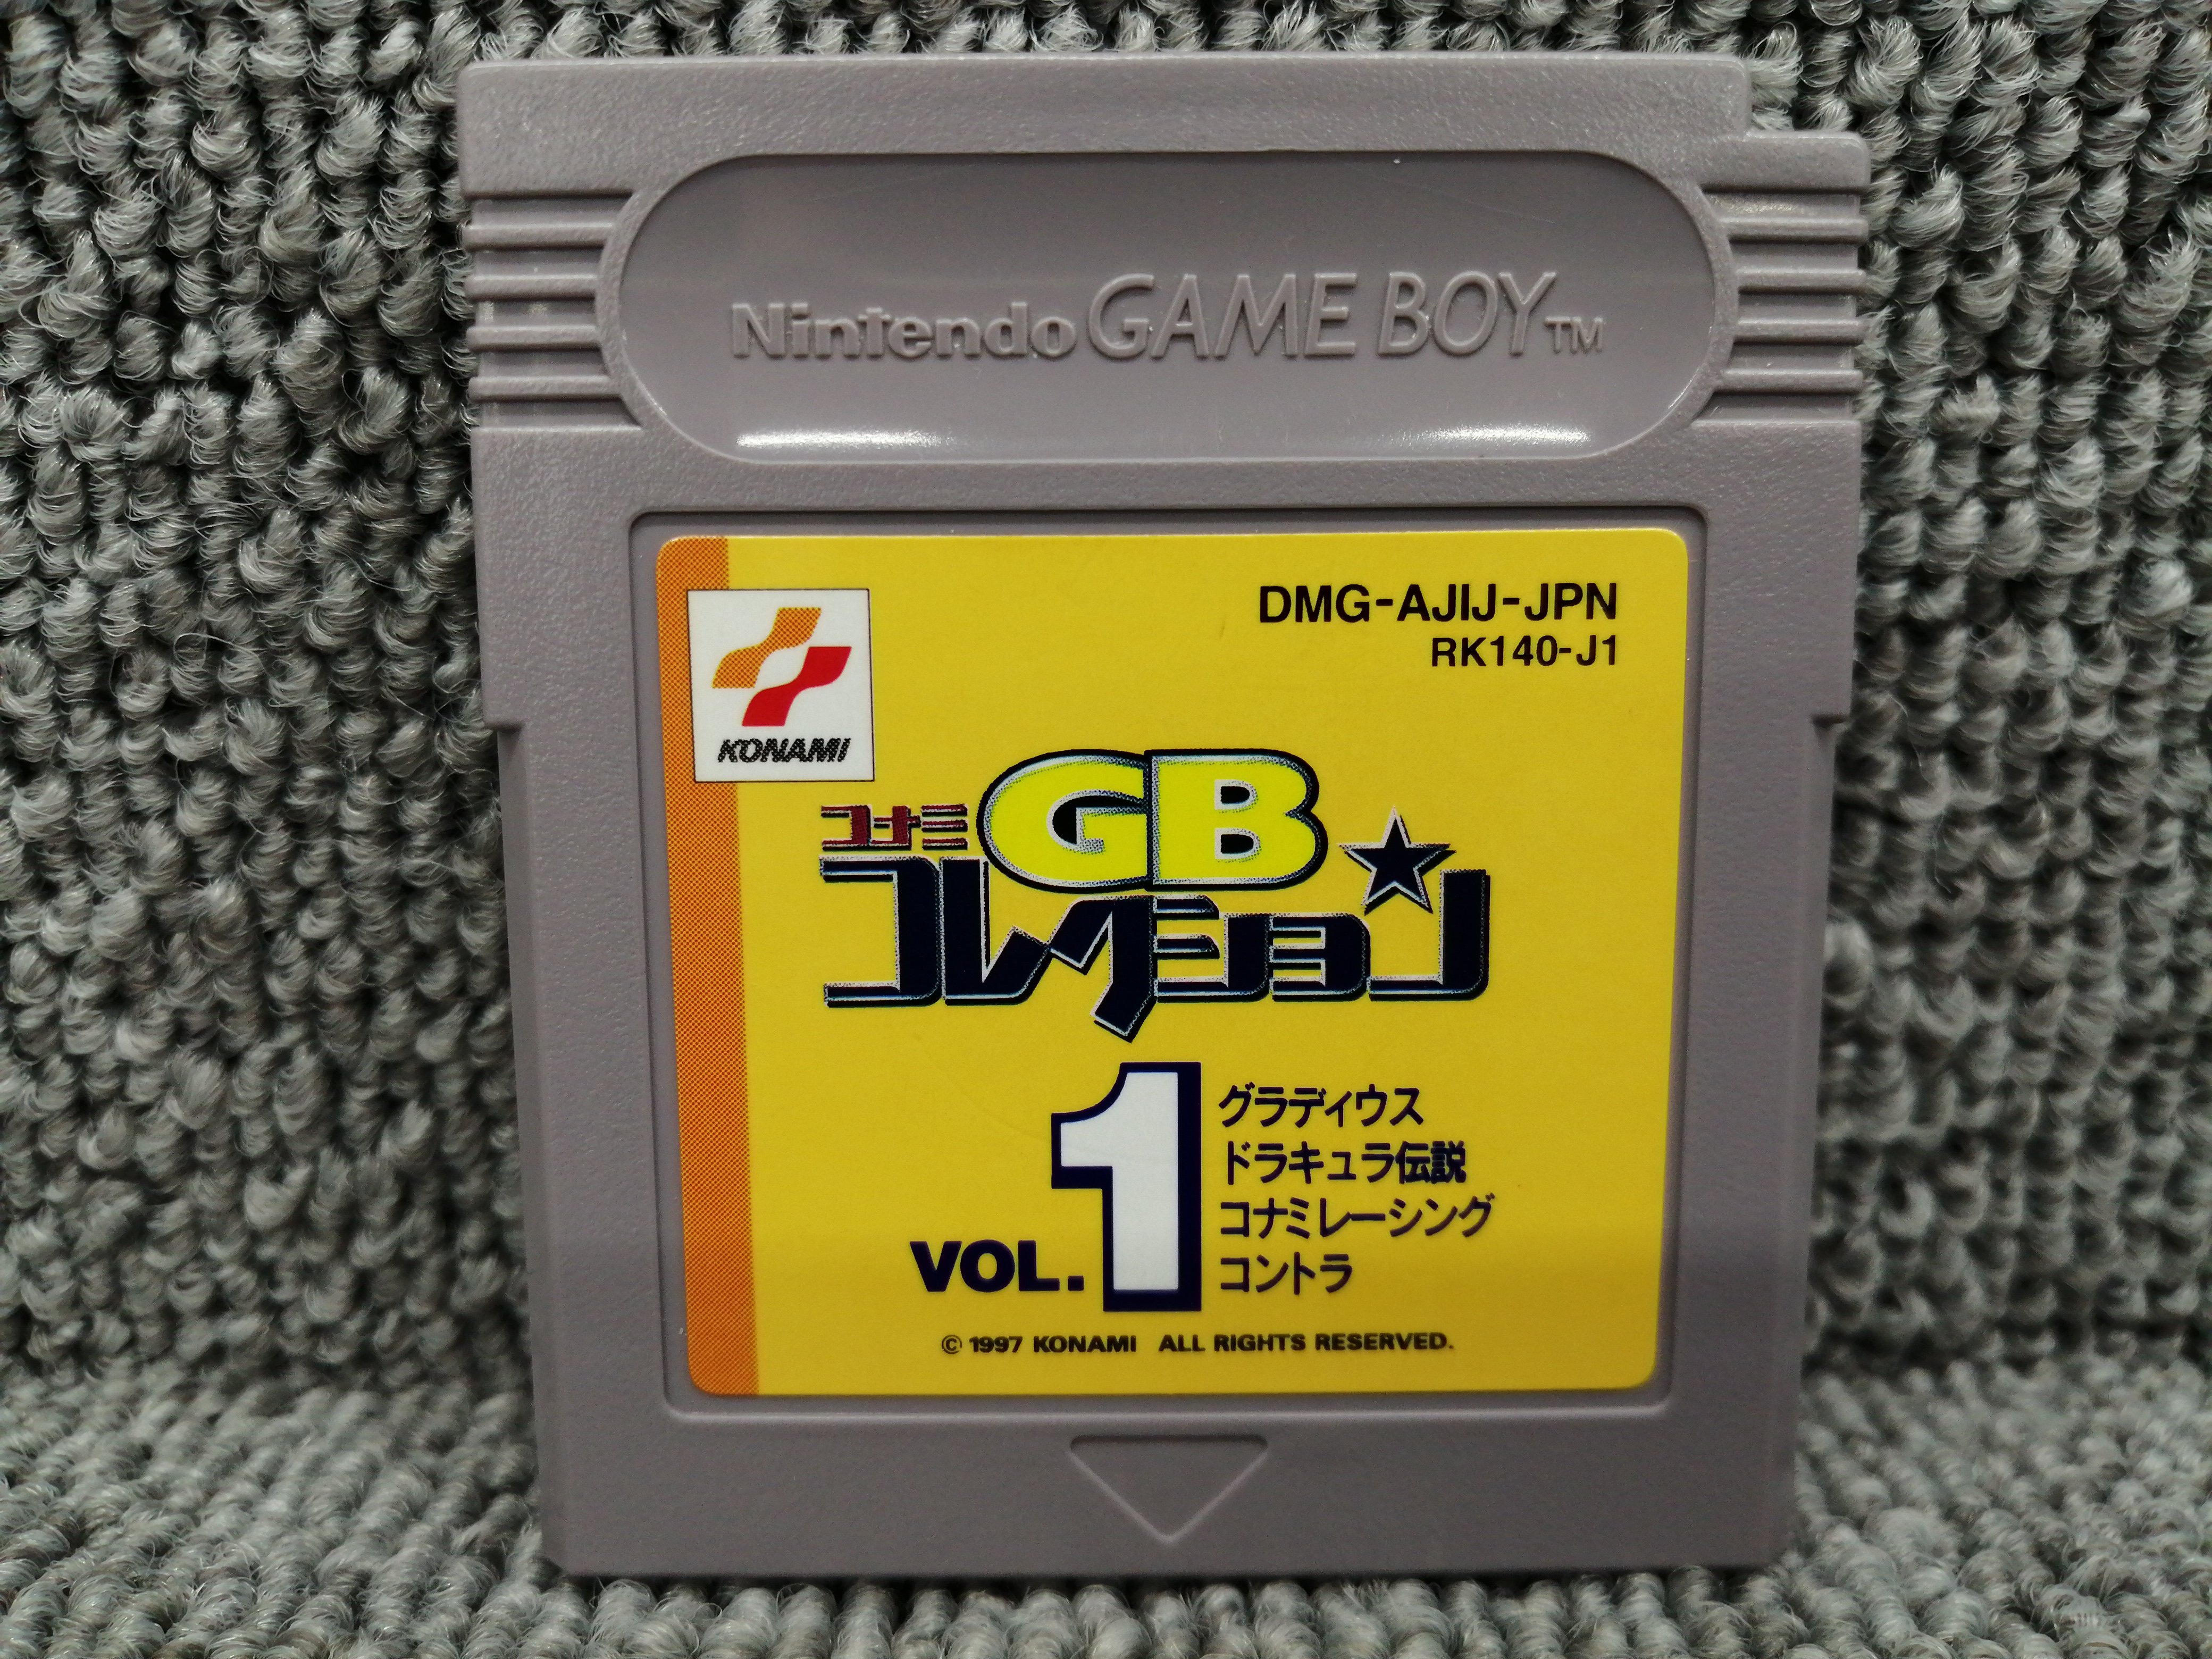 Nintendo GAME BOY TM
DMG-AJIJ-JPN
RK140-J1
KONAMI
コナミ GB
コレクション
VOL.1
グラディウス
ドラキュラ伝説
コナミレーシング
コントラ
© 1997 KONAMI ALL RIGHTS RESERVED.